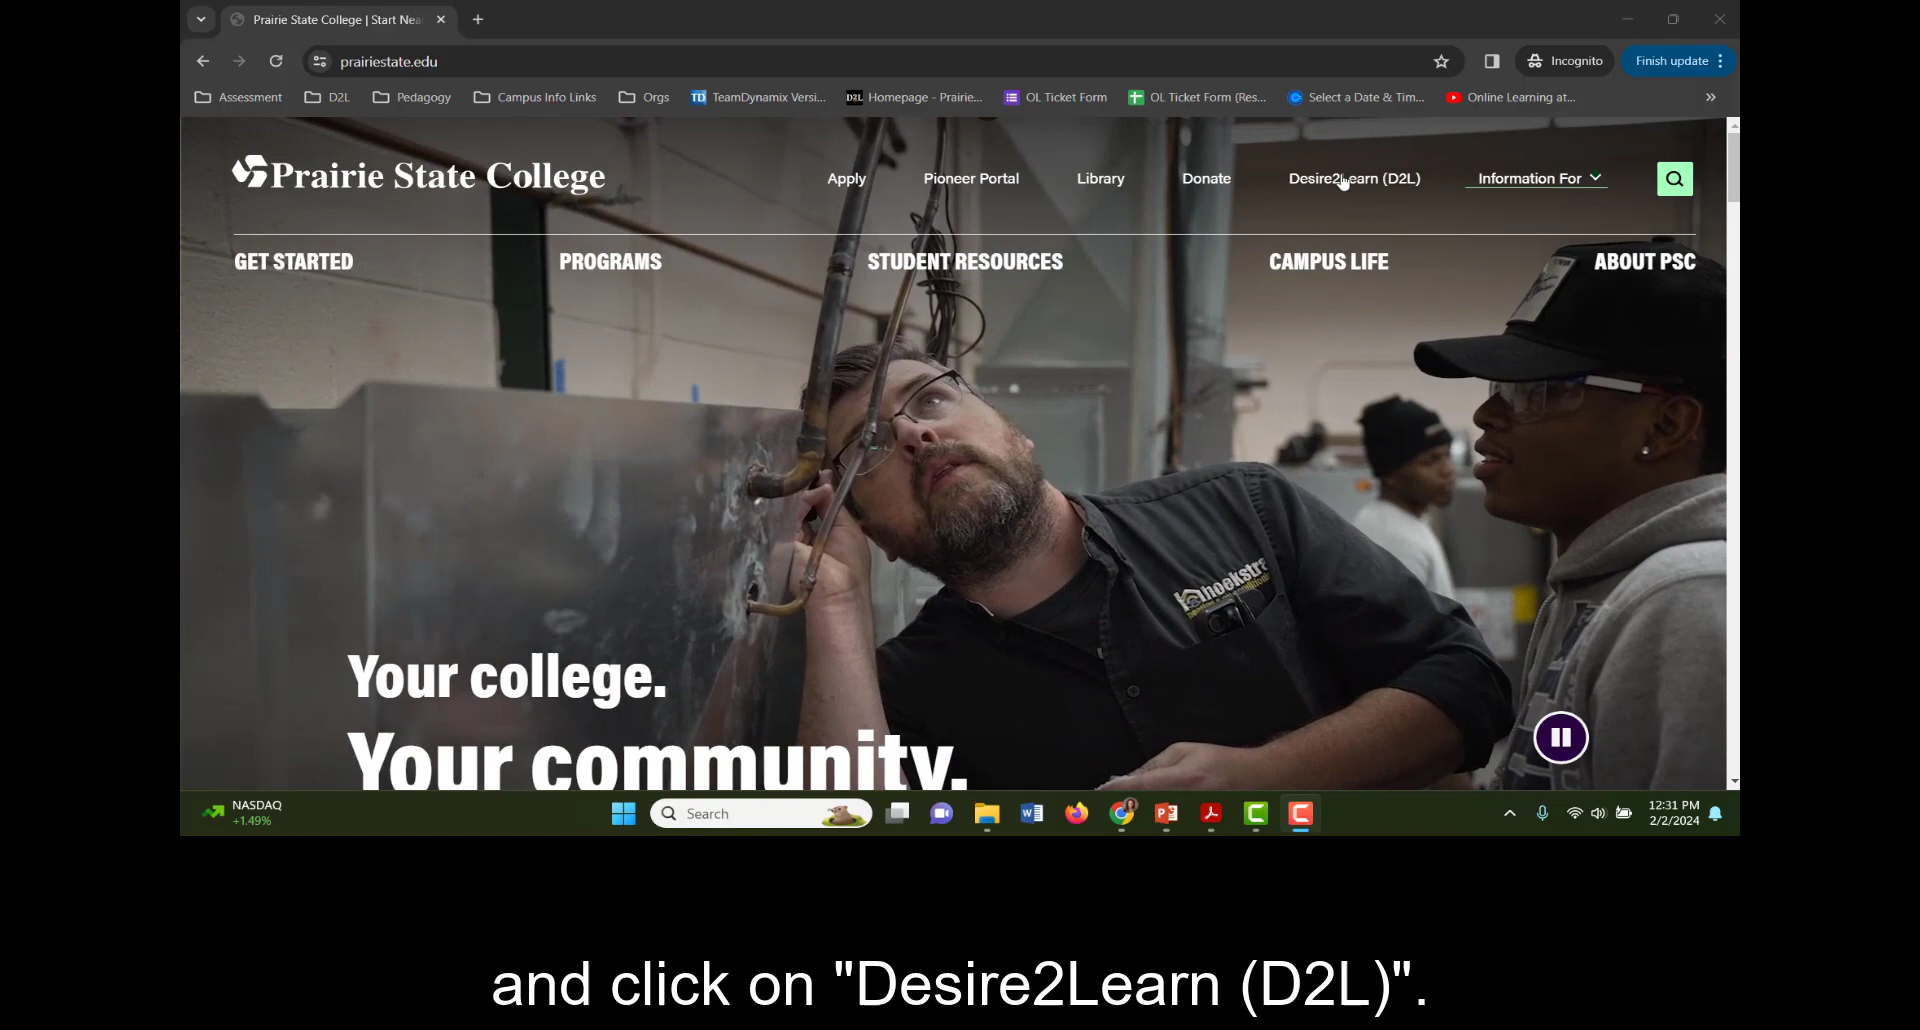 Prairie State College | Start Nea
prairiestate.edu
Incognito
Finish update
Assessment
D2L
Pedagogy
Campus Info Links
Orgs
TD TeamDynamix Versi...
D2L Homepage - Prairie...
OL Ticket Form
OL Ticket Form (Res...
Select a Date & Tim...
Online Learning at...
Prairie State College
Apply
Pioneer Portal
Library
Donate
Desire2Learn (D2L)
Information For
GET STARTED
PROGRAMS
STUDENT RESOURCES
CAMPUS LIFE
ABOUT PSC
hoekstra
Your college.
Your community.
NASDAQ
+1.49%
Search
12:31 PM
2/2/2024
and click on "Desire2Learn (D2L)".